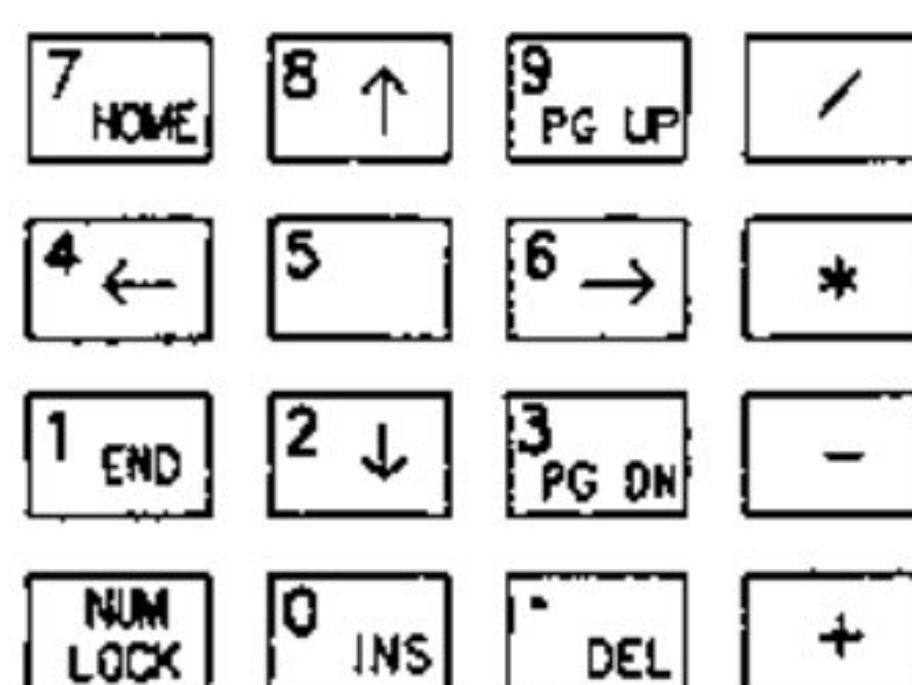 7 HOME
8 ↑
9 PG UP
/
4 ←
5
6 →
*
1 END
2 ↓
3 PG DN
-
NUM
LOCK
0 INS
. DEL
+